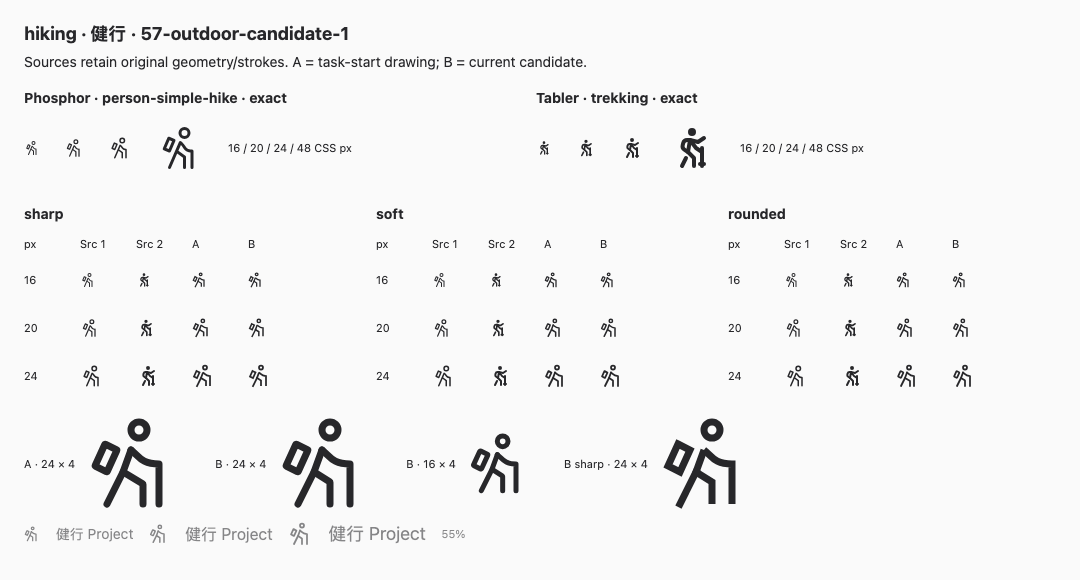 hiking · 健行 · 57-outdoor-candidate-1
Sources retain original geometry/strokes. A = task-start drawing; B = current candidate.
Phosphor · person-simple-hike · exact
16 / 20 / 24 / 48 CSS px
Tabler · trekking · exact
16 / 20 / 24 / 48 CSS px
sharp
px Src 1 Src 2 A B
16
20
24
soft
px Src 1 Src 2 A B
16
20
24
rounded
px Src 1 Src 2 A B
16
20
24
A · 24 × 4
B · 24 × 4
B · 16 × 4
B sharp · 24 × 4
健行 Project 健行 Project 健行 Project 55%